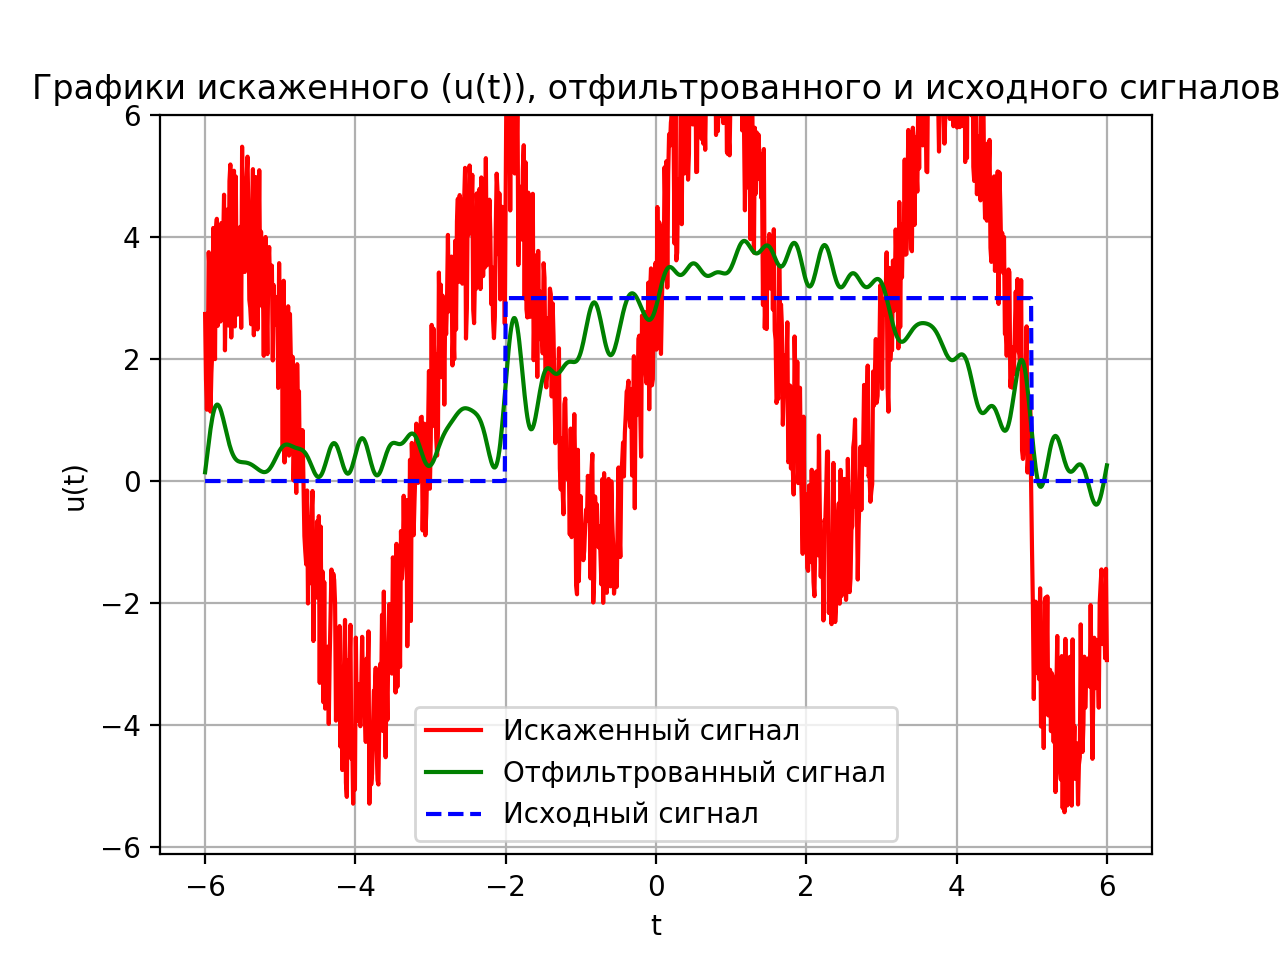 Графики искаженного (u(t)), отфильтрованного и исходного сигналов
6
4
2
0
−2
−4
−6
u(t)
Искаженный сигнал
Отфильтрованный сигнал
Исходный сигнал
−6 −4 −2 0 2 4 6
t